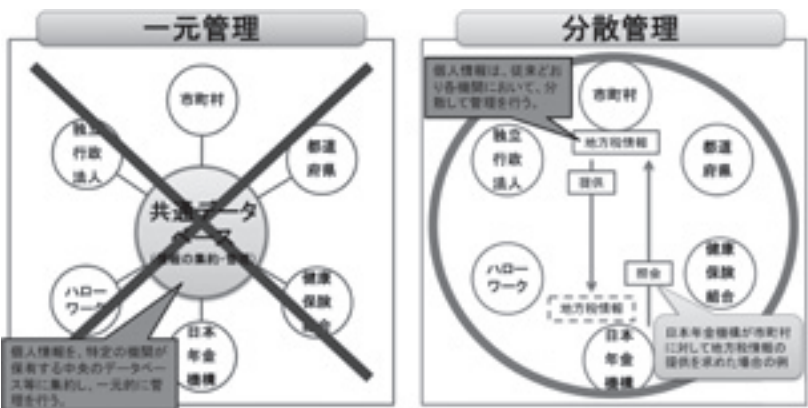 一元管理
市町村
独立
行政
法人
都道
府県
共通データ
ベース
(情報の集約・管理)
ハロー
ワーク
健康
保険
組合
日本
年金
機構
個人情報を、特定の機関が
保有する中央のデータベー
ス等に集約し、一元的に管
理を行う。
分散管理
個人情報は、従来どお
り各機関において、分
散して管理を行う。
市町村
地方税情報
独立
行政
法人
都道
府県
提供
ハロー
ワーク
照会
健康
保険
組合
地方税情報
日本
年金
機構
日本年金機構が市町村
に対して地方税情報の
提供を求めた場合の例